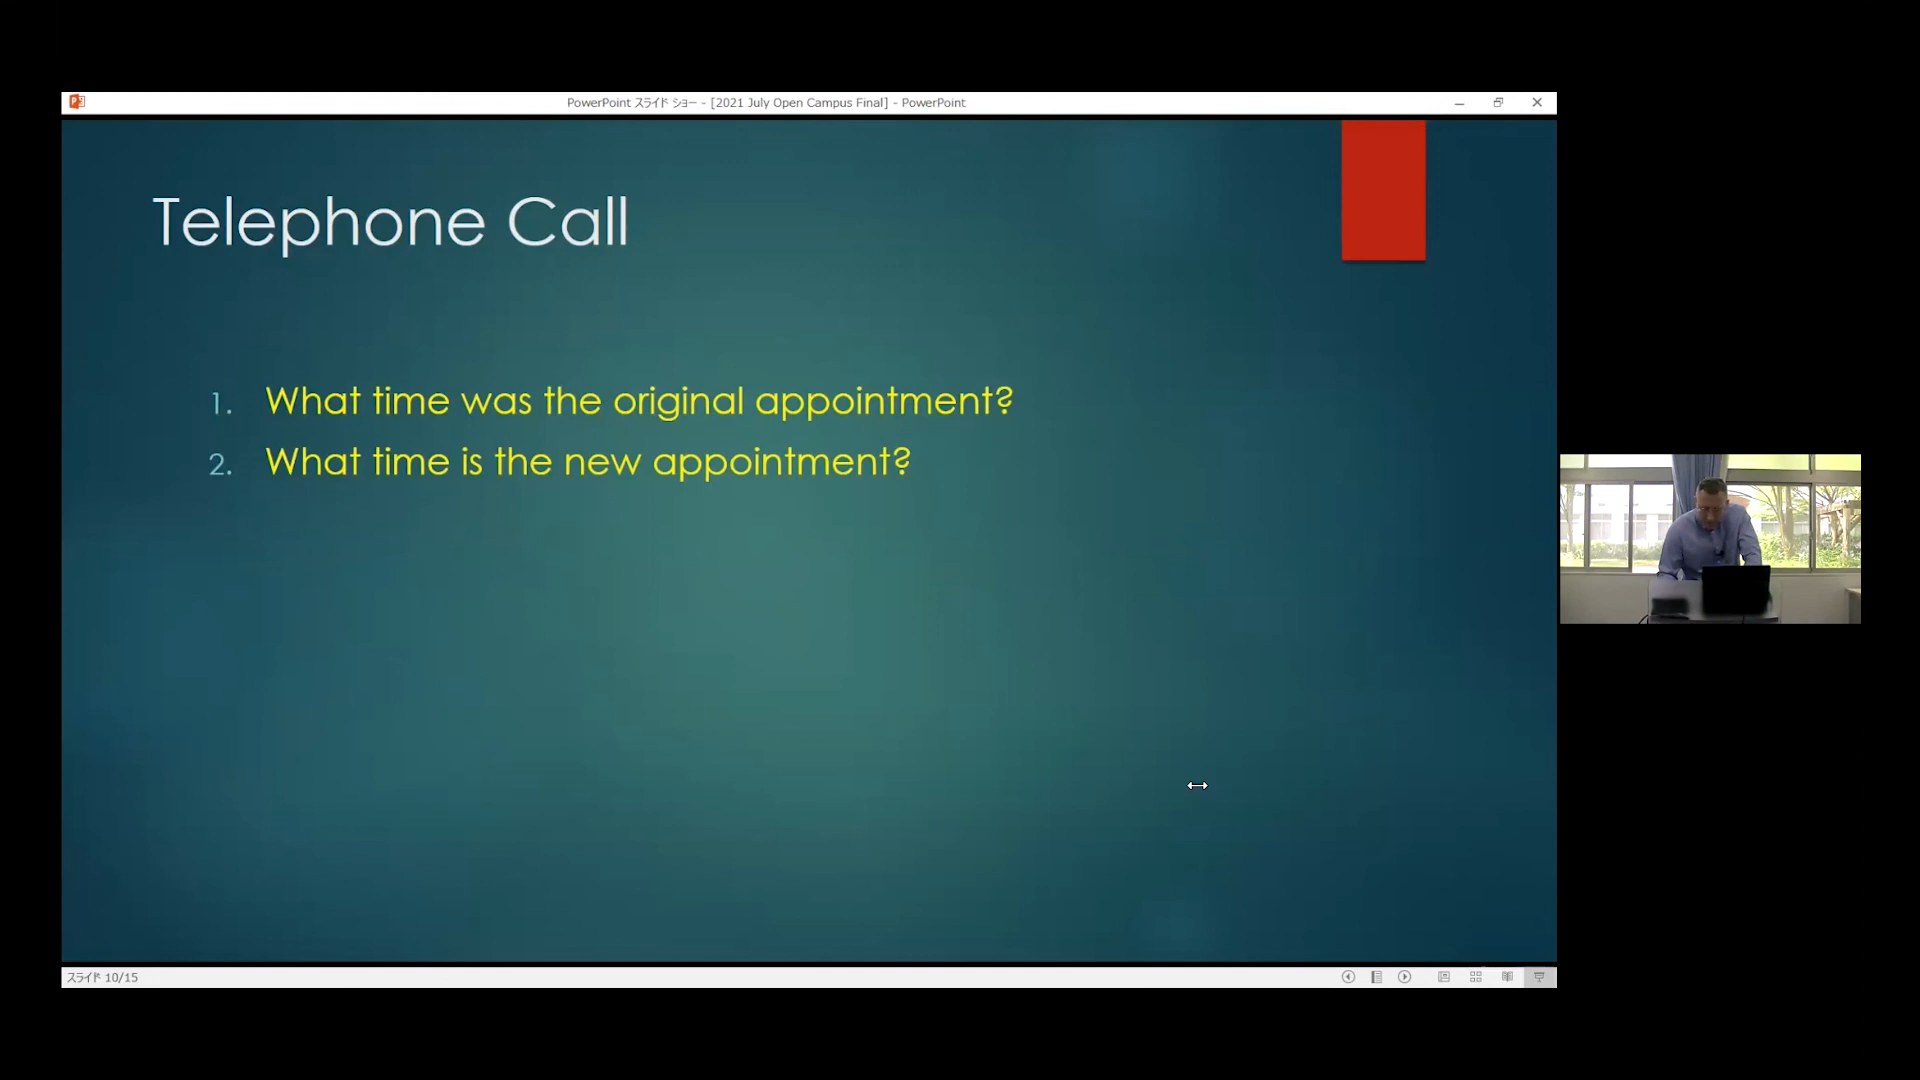 PowerPoint スライド ショー - [2021 July Open Campus Final] - PowerPoint
Telephone Call
1. What time was the original appointment?
2. What time is the new appointment?
スライド 10/15